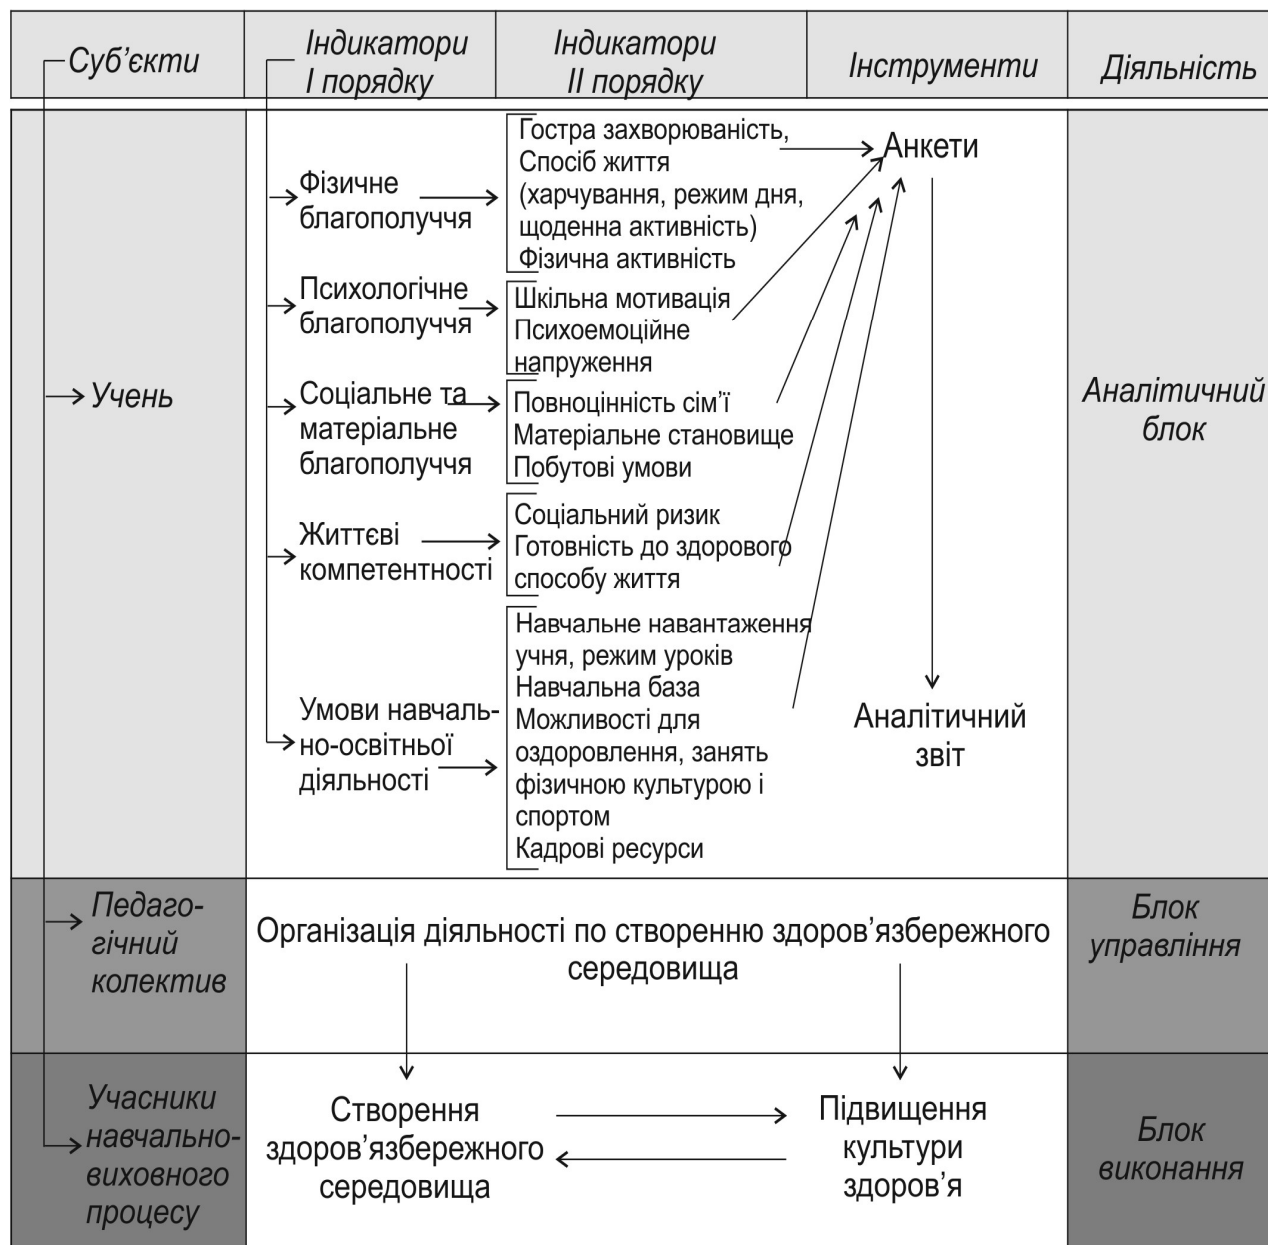 Суб’єкти
Індикатори
І порядку
Індикатори
ІІ порядку
Інструменти
Діяльність
Учень
Фізичне
благополуччя
Гостра захворюваність,
Спосіб життя
(харчування, режим дня,
щоденна активність)
Фізична активність
Анкети
Психологічне
благополуччя
Шкільна мотивація
Психоемоційне
напруження
Соціальне та
матеріальне
благополуччя
Повноцінність сім’ї
Матеріальне становище
Побутові умови
Життєві
компетентності
Соціальний ризик
Готовність до здорового
способу життя
Умови навчаль-
но-освітньої
діяльності
Навчальне навантаження
учня, режим уроків
Навчальна база
Можливості для
оздоровлення, занять
фізичною культурою і
спортом
Кадрові ресурси
Аналітичний
звіт
Аналітичний
блок
Педаго-
гічний
колектив
Організація діяльності по створенню здоров’язбережного
середовища
Блок
управління
Учасники
навчально-
виховного
процесу
Створення
здоров’язбережного
середовища
Підвищення
культури
здоров’я
Блок
виконання